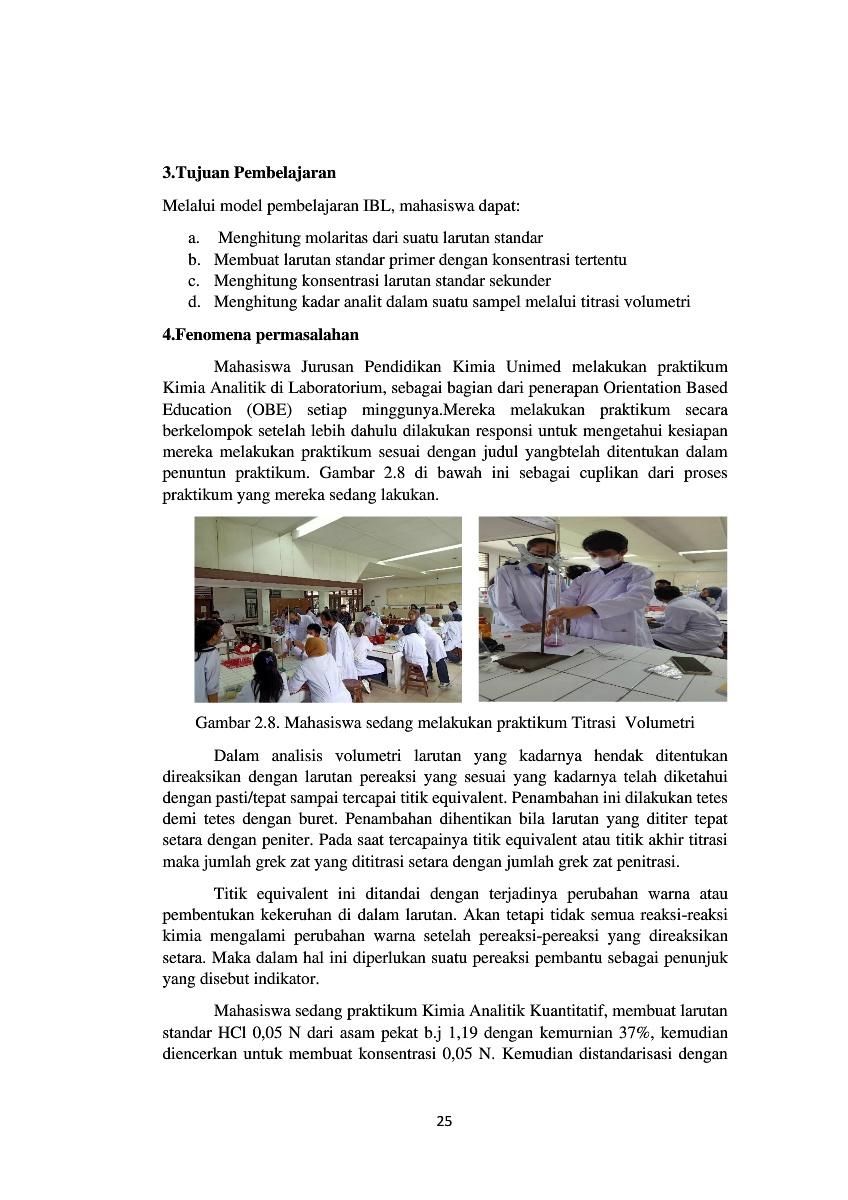 3.Tujuan Pembelajaran
Melalui model pembelajaran IBL, mahasiswa dapat:
a. Menghitung molaritas dari suatu larutan standar
b. Membuat larutan standar primer dengan konsentrasi tertentu
c. Menghitung konsentrasi larutan standar sekunder
d. Menghitung kadar analit dalam suatu sampel melalui titrasi volumetri
4.Fenomena permasalahan
Mahasiswa Jurusan Pendidikan Kimia Unimed melakukan praktikum
Kimia Analitik di Laboratorium, sebagai bagian dari penerapan Orientation Based
Education (OBE) setiap minggunya.Mereka melakukan praktikum secara
berkelompok setelah lebih dahulu dilakukan responsi untuk mengetahui kesiapan
mereka melakukan praktikum sesuai dengan judul yangbtelah ditentukan dalam
penuntun praktikum. Gambar 2.8 di bawah ini sebagai cuplikan dari proses
praktikum yang mereka sedang lakukan.
Gambar 2.8. Mahasiswa sedang melakukan praktikum Titrasi Volumetri
Dalam analisis volumetri larutan yang kadarnya hendak ditentukan
direaksikan dengan larutan pereaksi yang sesuai yang kadarnya telah diketahui
dengan pasti/tepat sampai tercapai titik equivalent. Penambahan ini dilakukan tetes
demi tetes dengan buret. Penambahan dihentikan bila larutan yang dititer tepat
setara dengan peniter. Pada saat tercapainya titik equivalent atau titik akhir titrasi
maka jumlah grek zat yang dititrasi setara dengan jumlah grek zat penitrasi.
Titik equivalent ini ditandai dengan terjadinya perubahan warna atau
pembentukan kekeruhan di dalam larutan. Akan tetapi tidak semua reaksi-reaksi
kimia mengalami perubahan warna setelah pereaksi-pereaksi yang direaksikan
setara. Maka dalam hal ini diperlukan suatu pereaksi pembantu sebagai penunjuk
yang disebut indikator.
Mahasiswa sedang praktikum Kimia Analitik Kuantitatif, membuat larutan
standar HCl 0,05 N dari asam pekat b.j 1,19 dengan kemurnian 37%, kemudian
diencerkan untuk membuat konsentrasi 0,05 N. Kemudian distandarisasi dengan
25